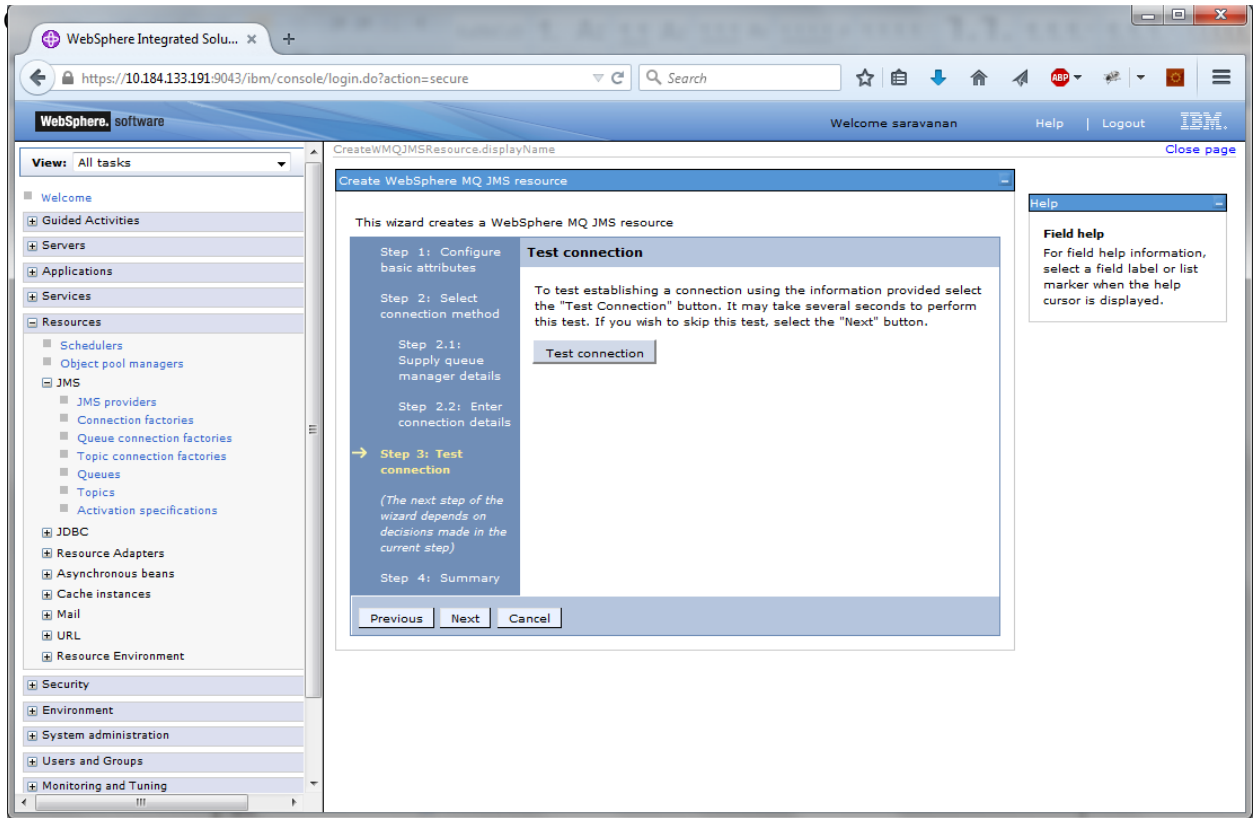 WebSphere Integrated Solu... × +
https://10.184.133.191:9043/ibm/console/login.do?action=secure
Search
ABP
WebSphere. software
Welcome saravanan
Help | Logout
IBM.
View: All tasks
Welcome
Guided Activities
Servers
Applications
Services
Resources
Schedulers
Object pool managers
JMS
JMS providers
Connection factories
Queue connection factories
Topic connection factories
Queues
Topics
Activation specifications
JDBC
Resource Adapters
Asynchronous beans
Cache instances
Mail
URL
Resource Environment
Security
Environment
System administration
Users and Groups
Monitoring and Tuning
CreateWMQJMSResource.displayName
Close page
Create WebSphere MQ JMS resource
This wizard creates a WebSphere MQ JMS resource
Step 1: Configure
basic attributes
Step 2: Select
connection method
Step 2.1:
Supply queue
manager details
Step 2.2: Enter
connection details
Step 3: Test
connection
(The next step of the
wizard depends on
decisions made in the
current step)
Step 4: Summary
Test connection
To test establishing a connection using the information provided select
the "Test Connection" button. It may take several seconds to perform
this test. If you wish to skip this test, select the "Next" button.
Test connection
Previous
Next
Cancel
Help
Field help
For field help information,
select a field label or list
marker when the help
cursor is displayed.